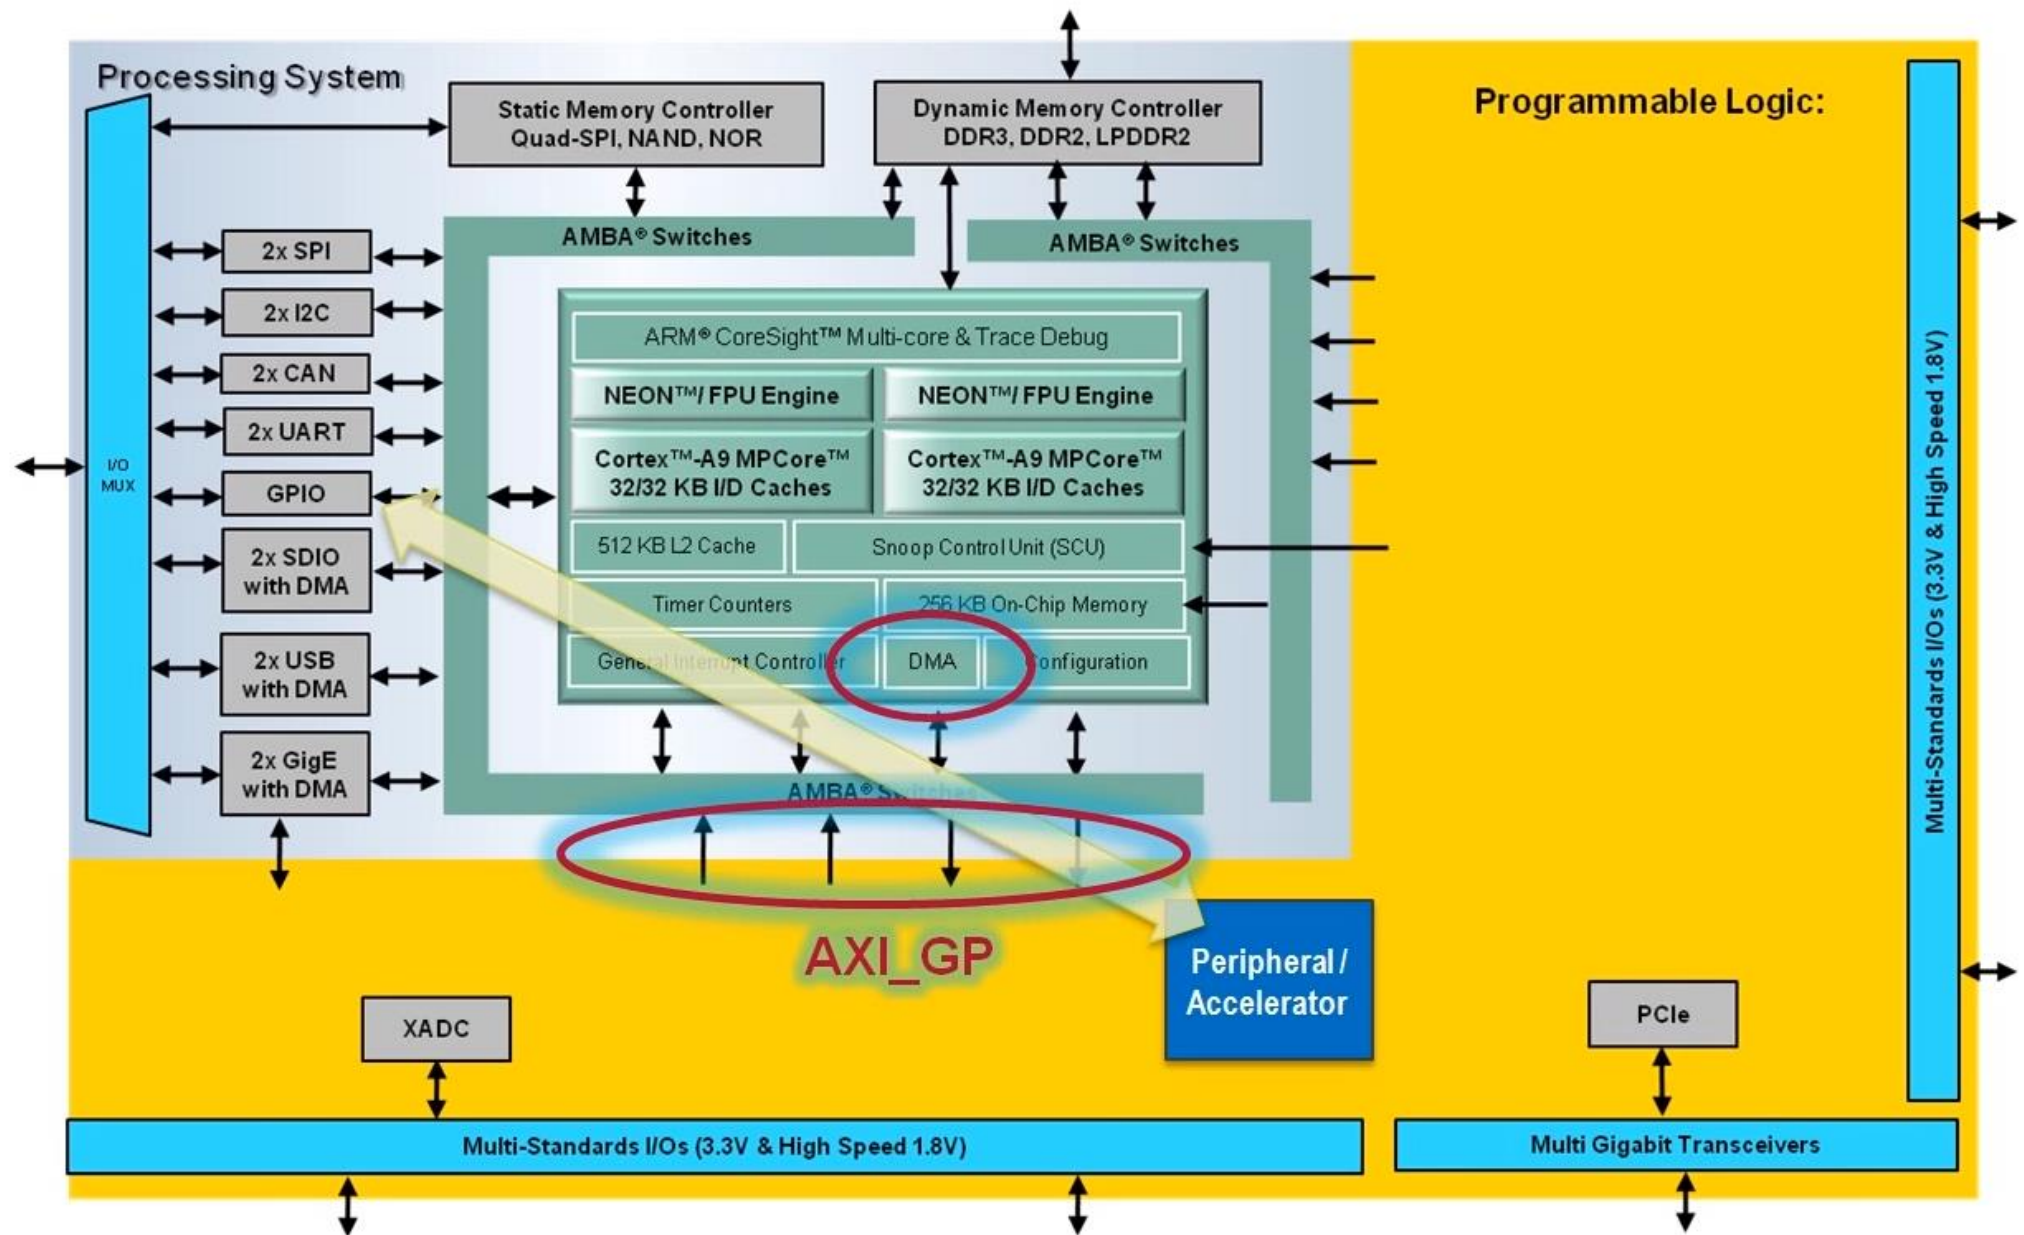 Processing System
Static Memory Controller
Quad-SPI, NAND, NOR
Dynamic Memory Controller
DDR3, DDR2, LPDDR2
Programmable Logic:
AMBA® Switches
AMBA® Switches
2x SPI
2x I2C
2x CAN
2x UART
GPIO
2x SDIO
with DMA
2x USB
with DMA
2x GigE
with DMA
I/O
MUX
ARM® CoreSight™ Multi-core & Trace Debug
NEON™/ FPU Engine
NEON™/ FPU Engine
Cortex™-A9 MPCore™
32/32 KB I/D Caches
Cortex™-A9 MPCore™
32/32 KB I/D Caches
512 KB L2 Cache
Snoop Control Unit (SCU)
Timer Counters
256 KB On-Chip Memory
General Interrupt Controller
DMA
Configuration
AMBA® Switches
AXI_GP
Peripheral /
Accelerator
XADC
PCIe
Multi-Standards I/Os (3.3V & High Speed 1.8V)
Multi Gigabit Transceivers
Multi-Standards I/Os (3.3V & High Speed 1.8V)